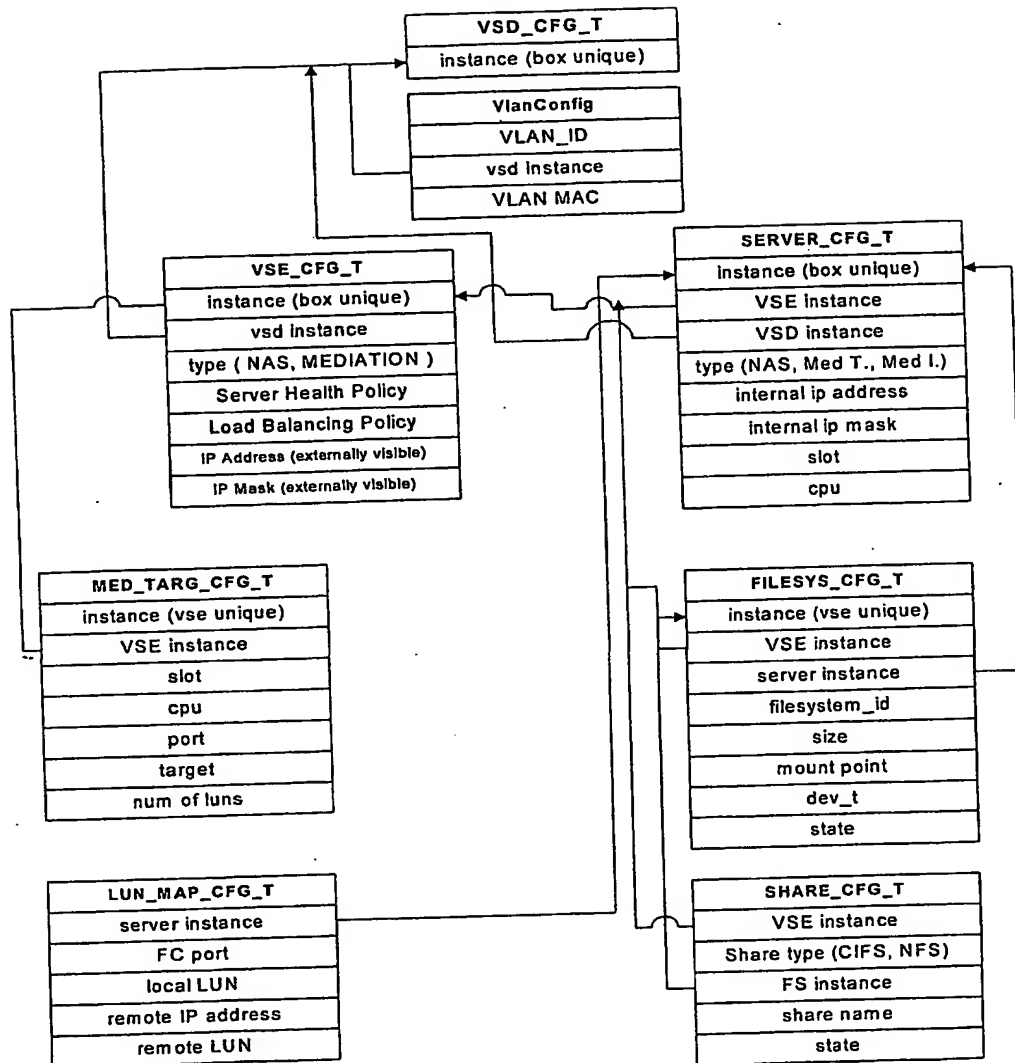 VSD_CFG_T
instance (box unique)
VlanConfig
VLAN_ID
vsd instance
VLAN MAC
VSE_CFG_T
instance (box unique)
vsd instance
type ( NAS, MEDIATION )
Server Health Policy
Load Balancing Policy
IP Address (externally visible)
IP Mask (externally visible)
SERVER_CFG_T
instance (box unique)
VSE instance
VSD instance
type (NAS, Med T., Med I.)
internal ip address
internal ip mask
slot
cpu
MED_TARG_CFG_T
instance (vse unique)
VSE instance
slot
cpu
port
target
num of luns
FILESYS_CFG_T
instance (vse unique)
VSE instance
server instance
filesystem_id
size
mount point
dev_t
state
LUN_MAP_CFG_T
server instance
FC port
local LUN
remote IP address
remote LUN
SHARE_CFG_T
VSE instance
Share type (CIFS, NFS)
FS instance
share name
state